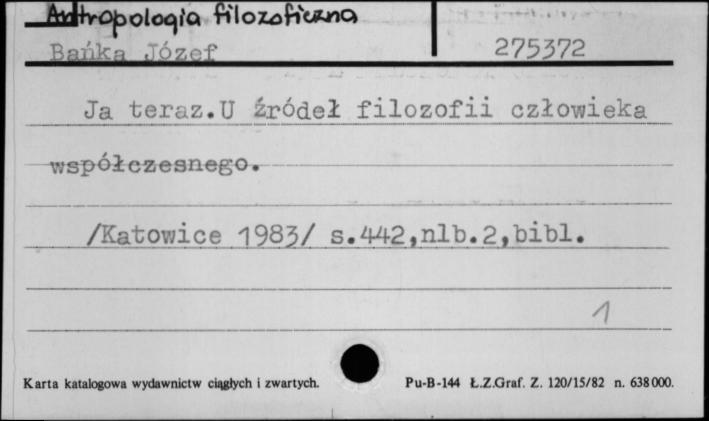 Antropologia filozoficzna
Bańka Józef 275372
Ja teraz.U źródeł filozofii człowieka
współczesnego.
/Katowice 1983/ s.442,nlb.2,bibl.
1
Karta katalogowa wydawnictw ciągłych i zwartych. Pu-B-144 Ł.Z.Graf. Z. 120/15/82 n. 638000.